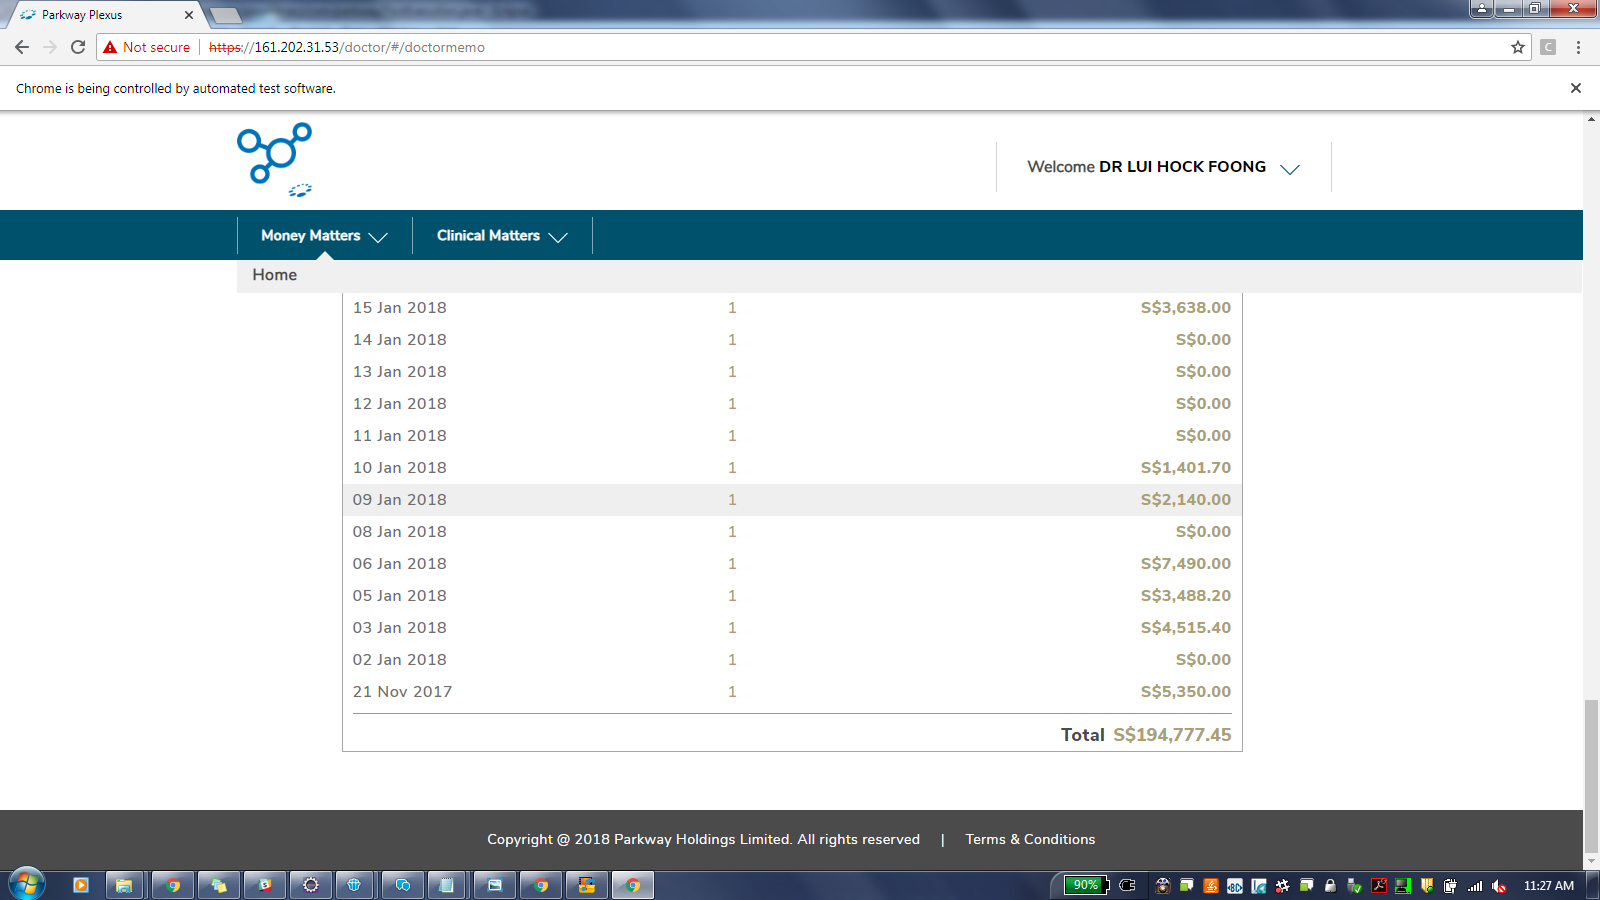 Parkway Plexus
Not secure https://161.202.31.53/doctor/#/doctormemo
C
Chrome is being controlled by automated test software.
Welcome DR LUI HOCK FOONG
Money Matters Clinical Matters
Home
15 Jan 2018 1 S$3,638.00
14 Jan 2018 1 S$0.00
13 Jan 2018 1 S$0.00
12 Jan 2018 1 S$0.00
11 Jan 2018 1 S$0.00
10 Jan 2018 1 S$1,401.70
09 Jan 2018 1 S$2,140.00
08 Jan 2018 1 S$0.00
06 Jan 2018 1 S$7,490.00
05 Jan 2018 1 S$3,488.20
03 Jan 2018 1 S$4,515.40
02 Jan 2018 1 S$0.00
21 Nov 2017 1 S$5,350.00
Total S$194,777.45
Copyright @ 2018 Parkway Holdings Limited. All rights reserved | Terms & Conditions
90% 11:27 AM